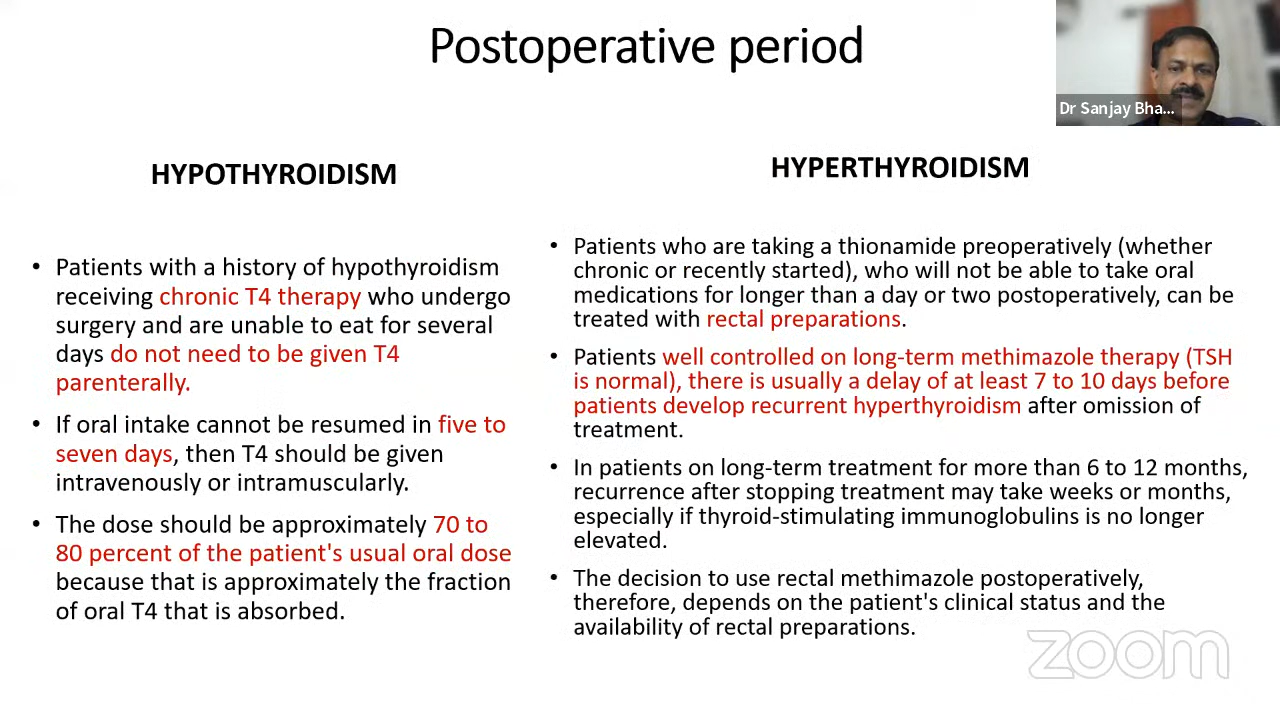 Postoperative period
Dr Sanjay Bha...
HYPOTHYROIDISM
• Patients with a history of hypothyroidism
receiving chronic T4 therapy who undergo
surgery and are unable to eat for several
days do not need to be given T4
parenterally.
• If oral intake cannot be resumed in five to
seven days, then T4 should be given
intravenously or intramuscularly.
• The dose should be approximately 70 to
80 percent of the patient's usual oral dose
because that is approximately the fraction
of oral T4 that is absorbed.
HYPERTHYROIDISM
• Patients who are taking a thionamide preoperatively (whether
chronic or recently started), who will not be able to take oral
medications for longer than a day or two postoperatively, can be
treated with rectal preparations.
• Patients well controlled on long-term methimazole therapy (TSH
is normal), there is usually a delay of at least 7 to 10 days before
patients develop recurrent hyperthyroidism after omission of
treatment.
• In patients on long-term treatment for more than 6 to 12 months,
recurrence after stopping treatment may take weeks or months,
especially if thyroid-stimulating immunoglobulins is no longer
elevated.
• The decision to use rectal methimazole postoperatively,
therefore, depends on the patient's clinical status and the
availability of rectal preparations.
zoom